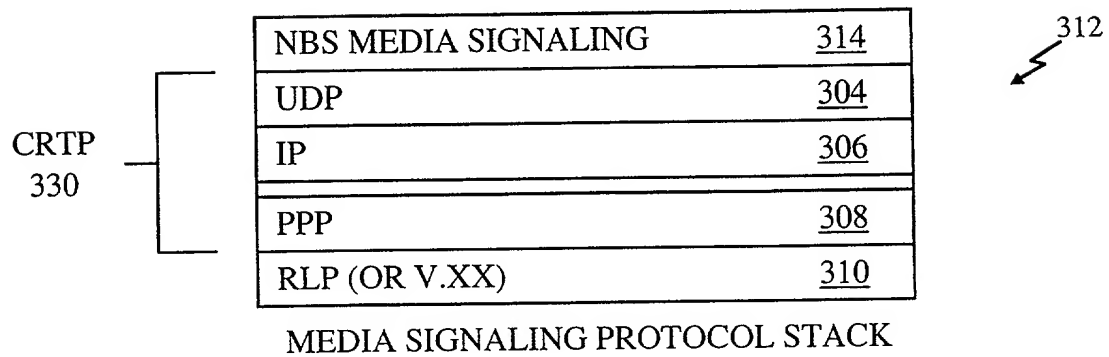 NBS MEDIA SIGNALING 314
312
UDP 304
CRTP
330
IP 306
PPP 308
RLP (OR V.XX) 310
MEDIA SIGNALING PROTOCOL STACK